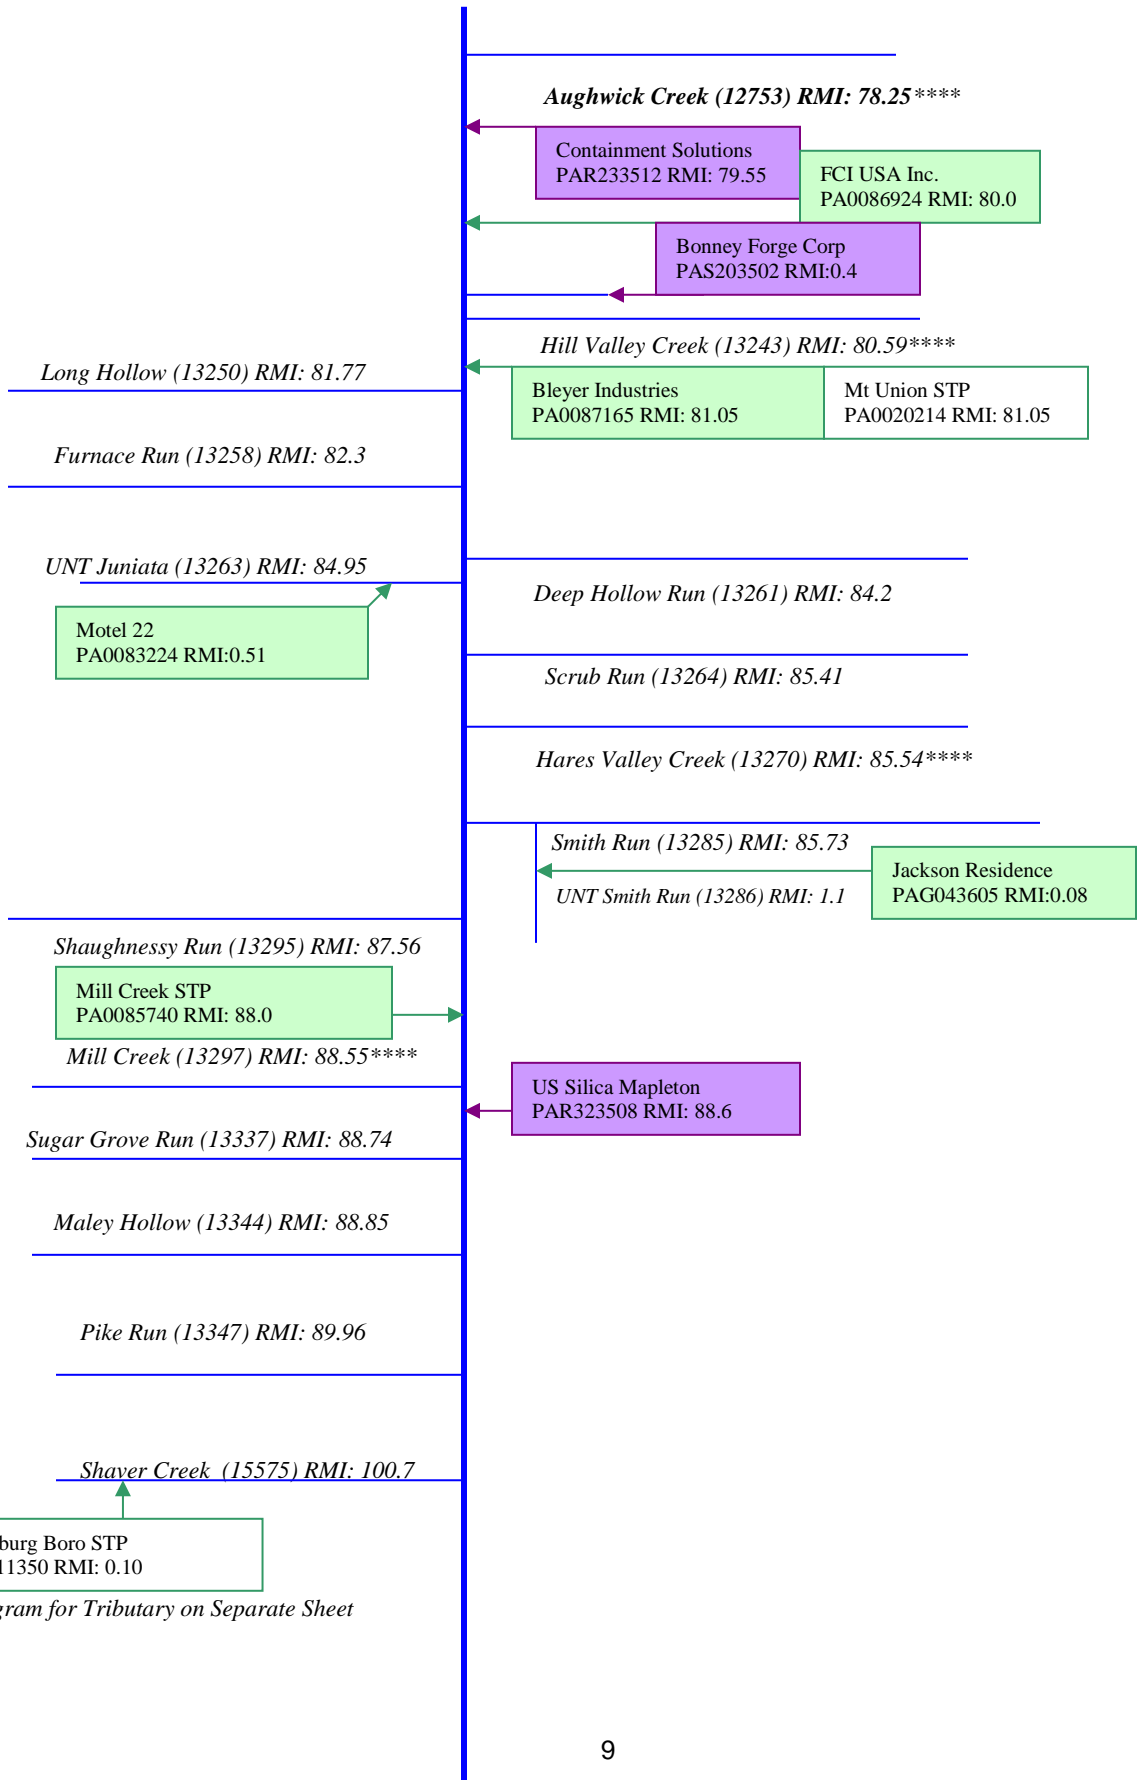 Aughwick Creek (12753) RMI: 78.25****
Containment Solutions
PAR233512 RMI: 79.55
FCI USA Inc.
PA0086924 RMI: 80.0
Bonney Forge Corp
PAS203502 RMI:0.4
Hill Valley Creek (13243) RMI: 80.59****
Long Hollow (13250) RMI: 81.77
Bleyer Industries
PA0087165 RMI: 81.05
Mt Union STP
PA0020214 RMI: 81.05
Furnace Run (13258) RMI: 82.3
UNT Juniata (13263) RMI: 84.95
Deep Hollow Run (13261) RMI: 84.2
Motel 22
PA0083224 RMI:0.51
Scrub Run (13264) RMI: 85.41
Hares Valley Creek (13270) RMI: 85.54****
Smith Run (13285) RMI: 85.73
Jackson Residence
PAG043605 RMI:0.08
UNT Smith Run (13286) RMI: 1.1
Shaughnessy Run (13295) RMI: 87.56
Mill Creek STP
PA0085740 RMI: 88.0
Mill Creek (13297) RMI: 88.55****
US Silica Mapleton
PAR323508 RMI: 88.6
Sugar Grove Run (13337) RMI: 88.74
Maley Hollow (13344) RMI: 88.85
Pike Run (13347) RMI: 89.96
Shaver Creek (15575) RMI: 100.7
burg Boro STP
11350 RMI: 0.10
gram for Tributary on Separate Sheet
9